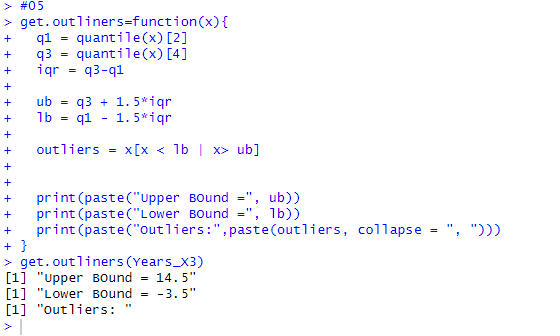 > #05
> get.outliners=function(x){
+   q1 = quantile(x)[2]
+   q3 = quantile(x)[4]
+   iqr = q3-q1
+
+   ub = q3 + 1.5*iqr
+   lb = q1 - 1.5*iqr
+
+   outliers = x[x < lb | x> ub]
+
+
+   print(paste("Upper BOund =", ub))
+   print(paste("Lower BOund =", lb))
+   print(paste("Outliers:",paste(outliers, collapse = ", ")))
+ }
> get.outliners(Years_X3)
[1] "Upper BOund = 14.5"
[1] "Lower BOund = -3.5"
[1] "Outliers: "
>